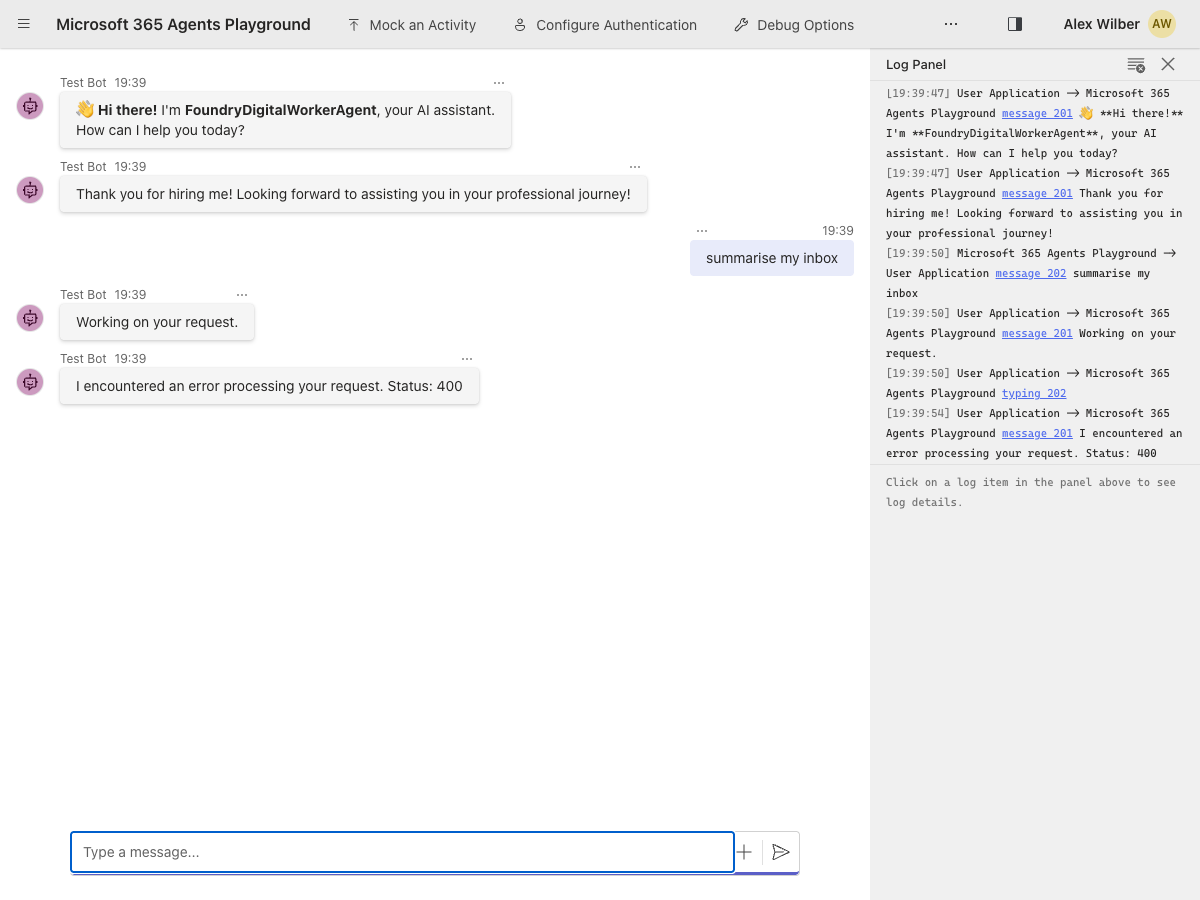 Microsoft 365 Agents Playground
Mock an Activity
Configure Authentication
Debug Options
Alex Wilber
AW
Test Bot 19:39
👋 Hi there! I'm FoundryDigitalWorkerAgent, your AI assistant.
How can I help you today?
Test Bot 19:39
Thank you for hiring me! Looking forward to assisting you in your professional journey!
19:39
summarise my inbox
Test Bot 19:39
Working on your request.
Test Bot 19:39
I encountered an error processing your request. Status: 400
Type a message...
Log Panel
[19:39:47] User Application → Microsoft 365
Agents Playground message 201 👋 **Hi there!**
I'm **FoundryDigitalWorkerAgent**, your AI
assistant. How can I help you today?
[19:39:47] User Application → Microsoft 365
Agents Playground message 201 Thank you for
hiring me! Looking forward to assisting you in
your professional journey!
[19:39:50] Microsoft 365 Agents Playground →
User Application message 202 summarise my
inbox
[19:39:50] User Application → Microsoft 365
Agents Playground message 201 Working on your
request.
[19:39:50] User Application → Microsoft 365
Agents Playground typing 202
[19:39:54] User Application → Microsoft 365
Agents Playground message 201 I encountered an
error processing your request. Status: 400
Click on a log item in the panel above to see
log details.